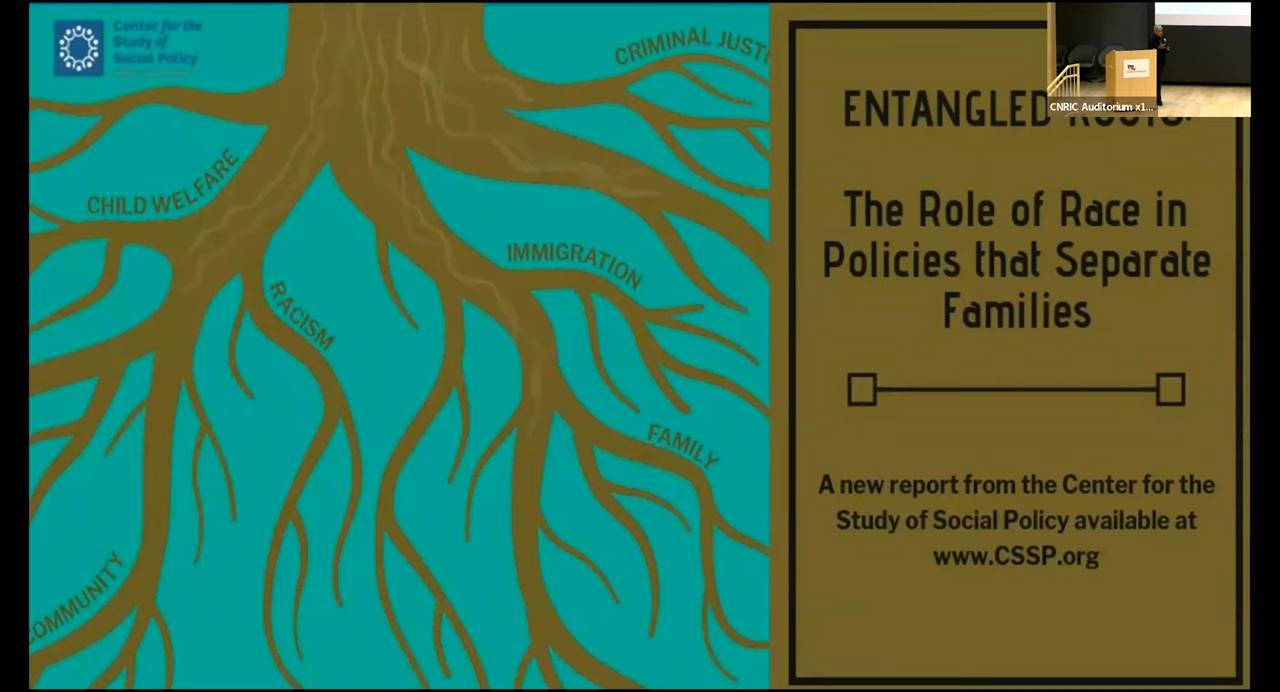 Center for the
Study of
Social Policy
CRIMINAL JUSTI
CHILD WELFARE
IMMIGRATION
RACISM
FAMILY
COMMUNITY
ENTANGLED
The Role of Race in
Policies that Separate
Families
A new report from the Center for the
Study of Social Policy available at
www.CSSP.org
CNRIC Auditorium x1...